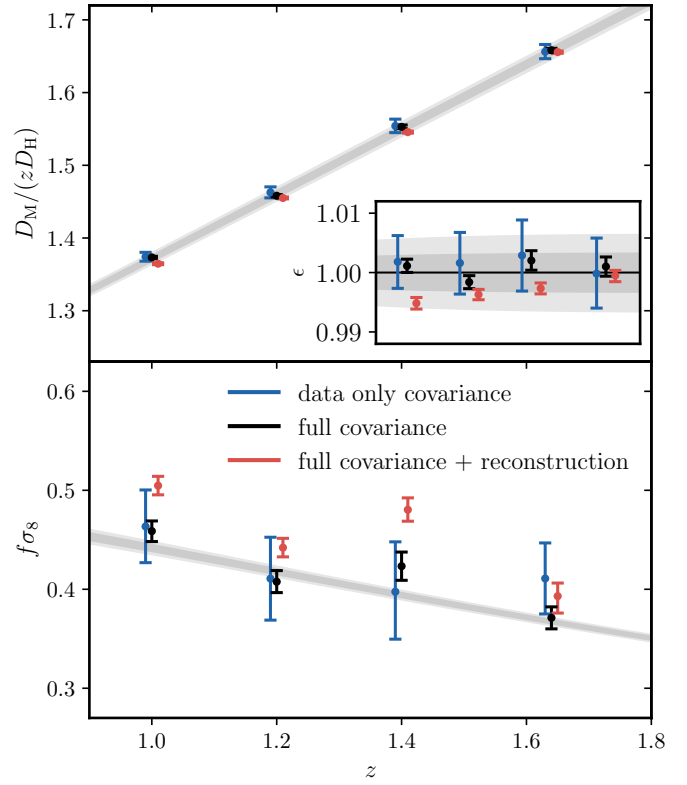 1.7
1.6
1.5
1.4
1.3
D_M/(zD_H)
1.01
1.00
0.99
ϵ
0.6
0.5
0.4
0.3
fσ_8
data only covariance
full covariance
full covariance + reconstruction
1.0 1.2 1.4 1.6 1.8
z